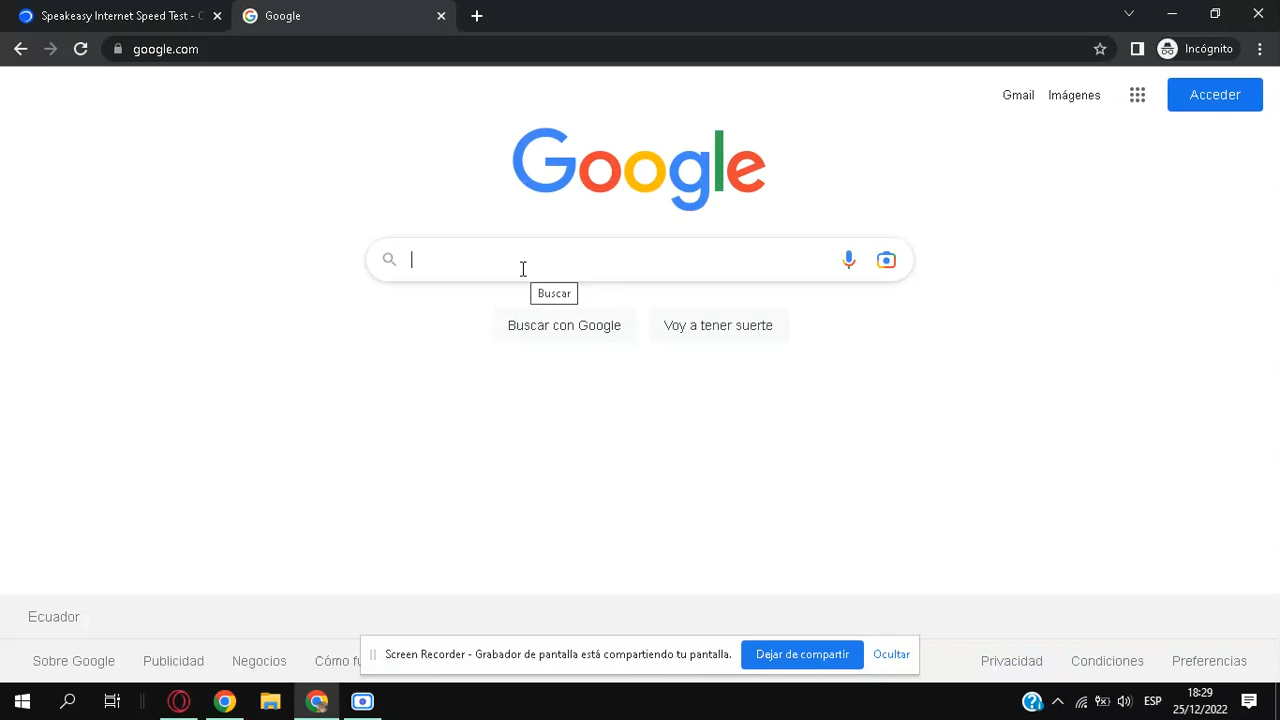 Speakeasy Internet Speed Test - C
Google
google.com
Incógnito
Gmail
Imágenes
Acceder
Google
Buscar
Buscar con Google
Voy a tener suerte
Ecuador
Sobre Google
Publicidad
Negocios
Cómo fu
Privacidad
Condiciones
Preferencias
Screen Recorder - Grabador de pantalla está compartiendo tu pantalla.
Dejar de compartir
Ocultar
ESP
18:29
25/12/2022